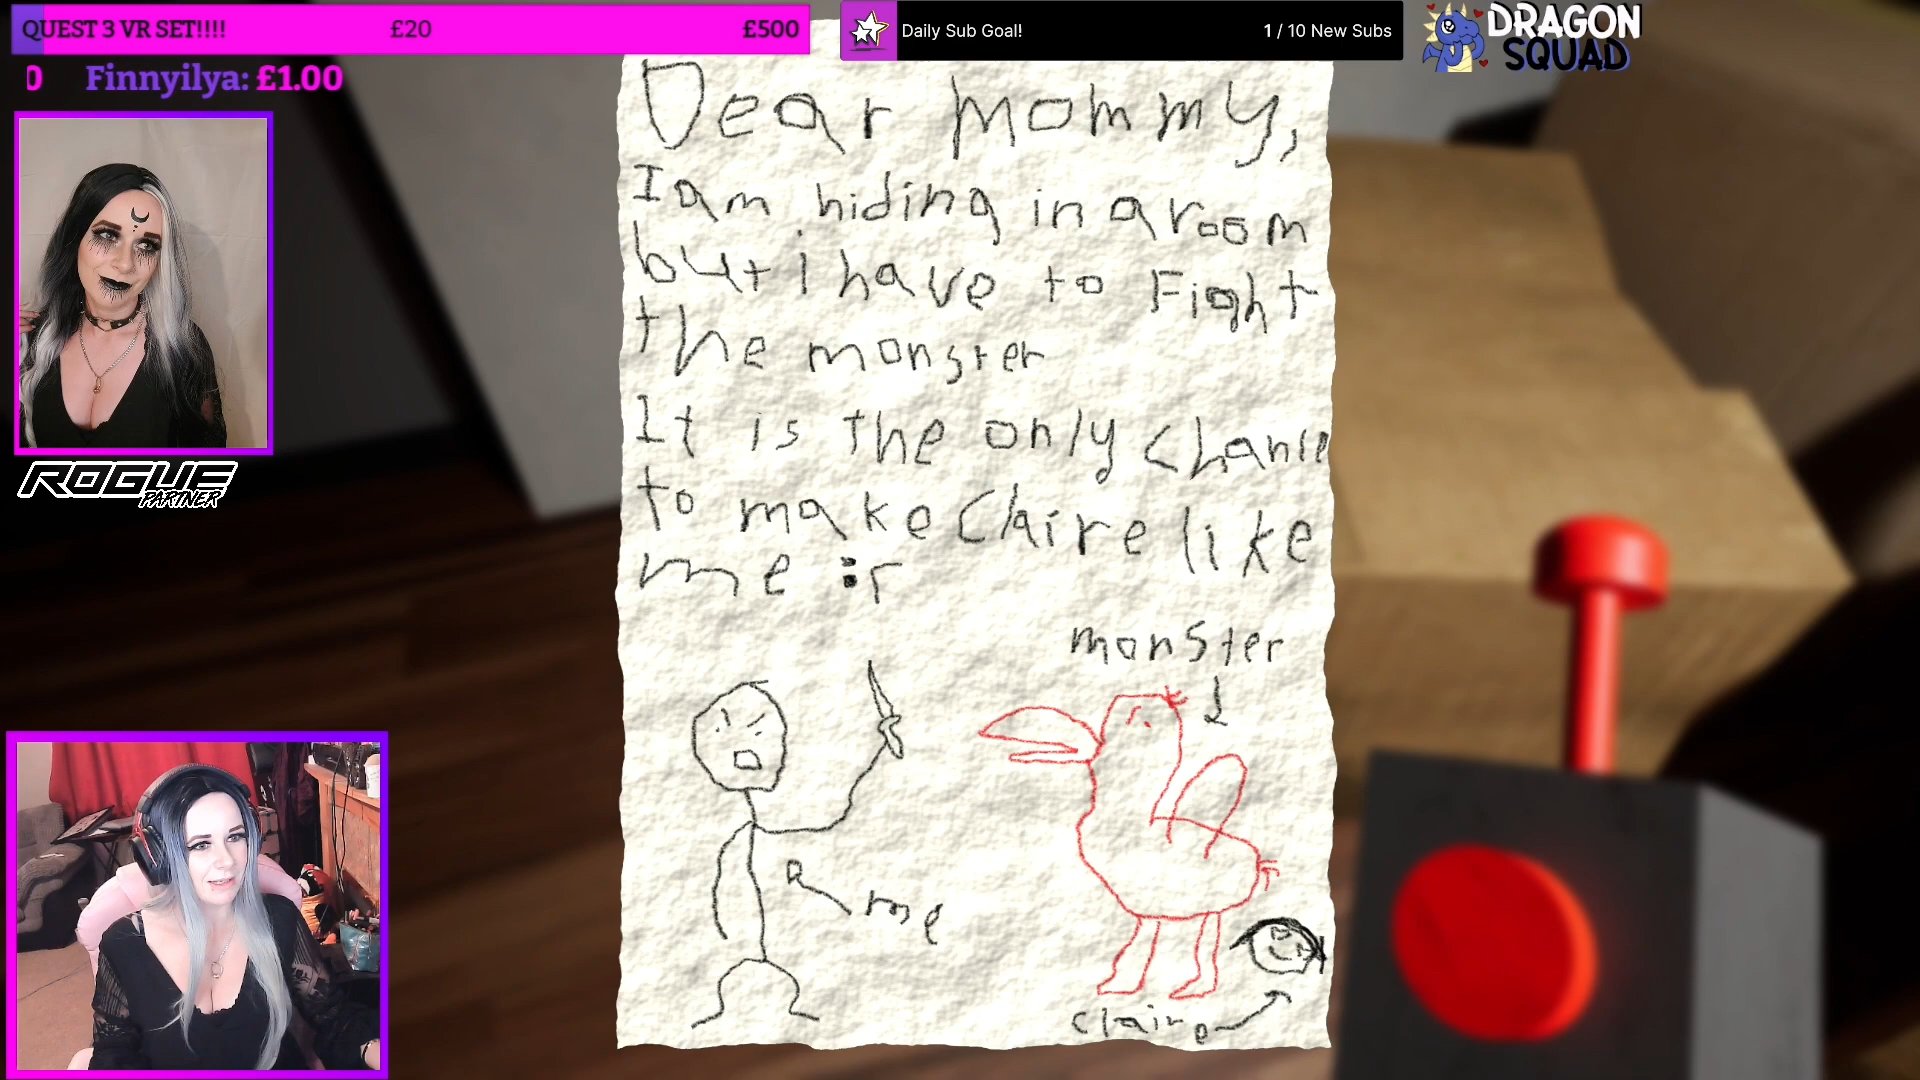 QUEST 3 VR SET!!!! £20 £500
Daily Sub Goal! 1 / 10 New Subs
DRAGON
SQUAD
0 Finnyilya: £1.00
ROGUE
PARTNER
Dear mommy,
I am hiding in a room
but i have to Fight
the monster
It is the only chance
to make Claire like
me :r
monster
me
claire